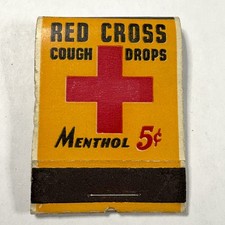 RED CROSS
COUGH DROPS
MENTHOL 5¢